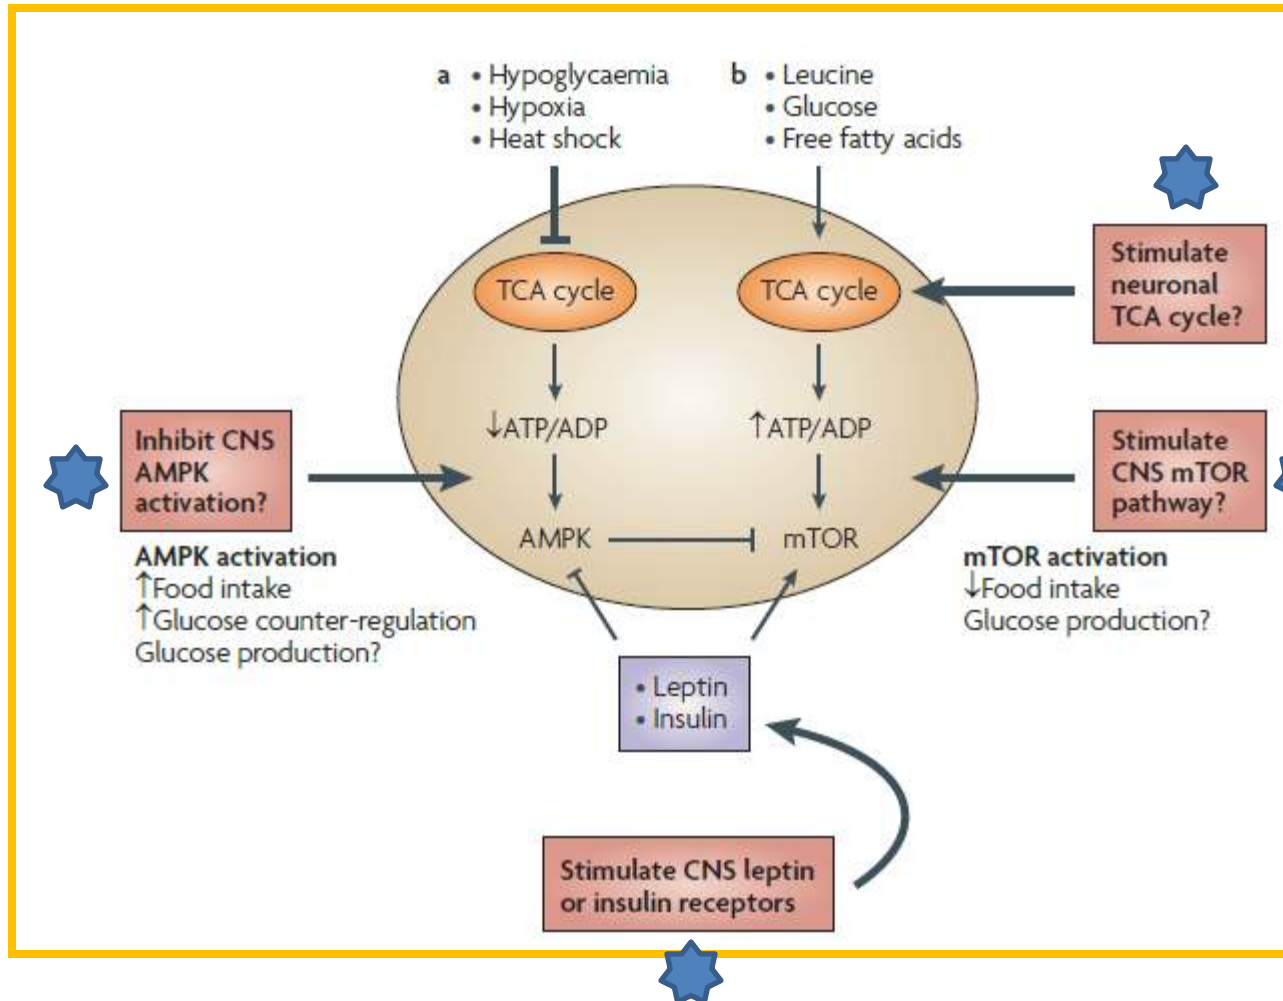 a • Hypoglycaemia
• Hypoxia
• Heat shock
b • Leucine
• Glucose
• Free fatty acids
TCA cycle
TCA cycle
Stimulate
neuronal
TCA cycle?
↓ATP/ADP
↑ATP/ADP
Inhibit CNS
AMPK
activation?
Stimulate
CNS mTOR
pathway?
AMPK
mTOR
AMPK activation
↑Food intake
↑Glucose counter-regulation
Glucose production?
mTOR activation
↓Food intake
Glucose production?
• Leptin
• Insulin
Stimulate CNS leptin
or insulin receptors